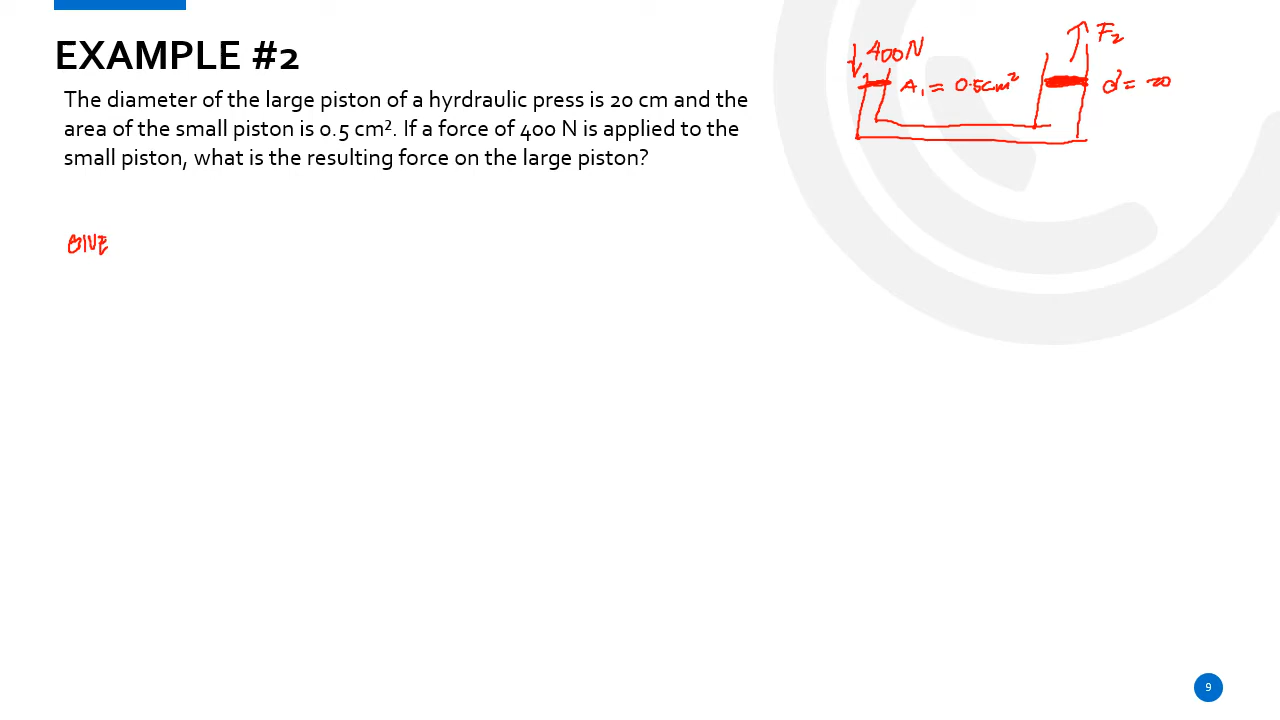 EXAMPLE #2
The diameter of the large piston of a hyrdraulic press is 20 cm and the
area of the small piston is 0.5 cm². If a force of 400 N is applied to the
small piston, what is the resulting force on the large piston?
400N
A₁ = 0.5cm²
F₂
d = 20
GIVE
9